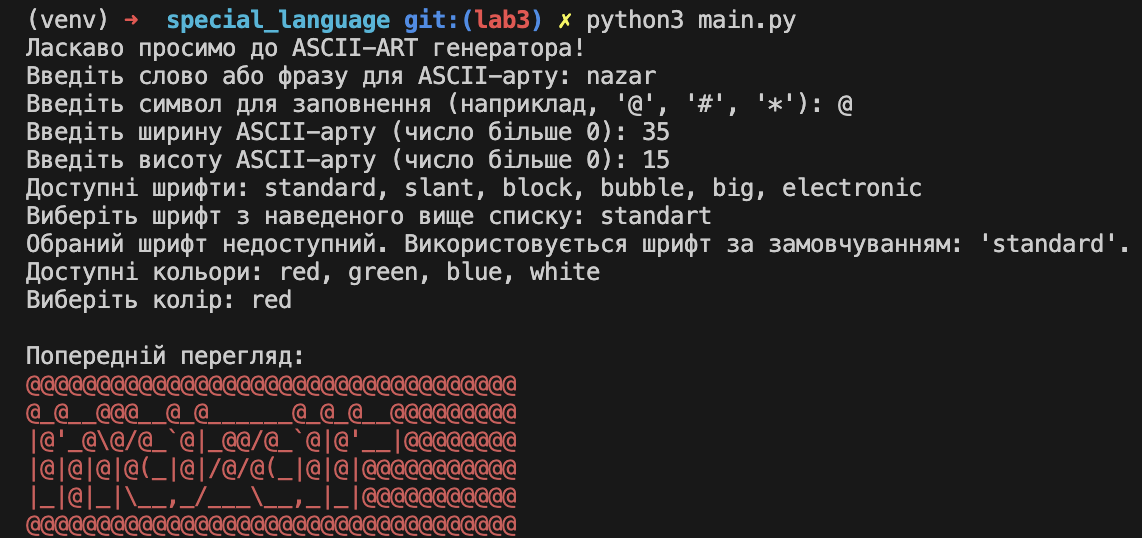 (venv) ➜  special_language git:(lab3) ✗ python3 main.py
Ласкаво просимо до ASCII-ART генератора!
Введіть слово або фразу для ASCII-арту: nazar
Введіть символ для заповнення (наприклад, '@', '#', '*'): @
Введіть ширину ASCII-арту (число більше 0): 35
Введіть висоту ASCII-арту (число більше 0): 15
Доступні шрифти: standard, slant, block, bubble, big, electronic
Виберіть шрифт з наведеного вище списку: standart
Обраний шрифт недоступний. Використовується шрифт за замовчуванням: 'standard'.
Доступні кольори: red, green, blue, white
Виберіть колір: red

Попередній перегляд:
@@@@@@@@@@@@@@@@@@@@@@@@@@@@@@@@@@@
@_@__@@@__@_@______@_@_@__@@@@@@@@@
|@'_@\@/@_`@|_@@/@_`@|@'__|@@@@@@@@
|@|@|@|@(_|@|/@/@(_|@|@|@@@@@@@@@@@
|_|@|_|\__,_/___\__,_|_|@@@@@@@@@@@
@@@@@@@@@@@@@@@@@@@@@@@@@@@@@@@@@@@